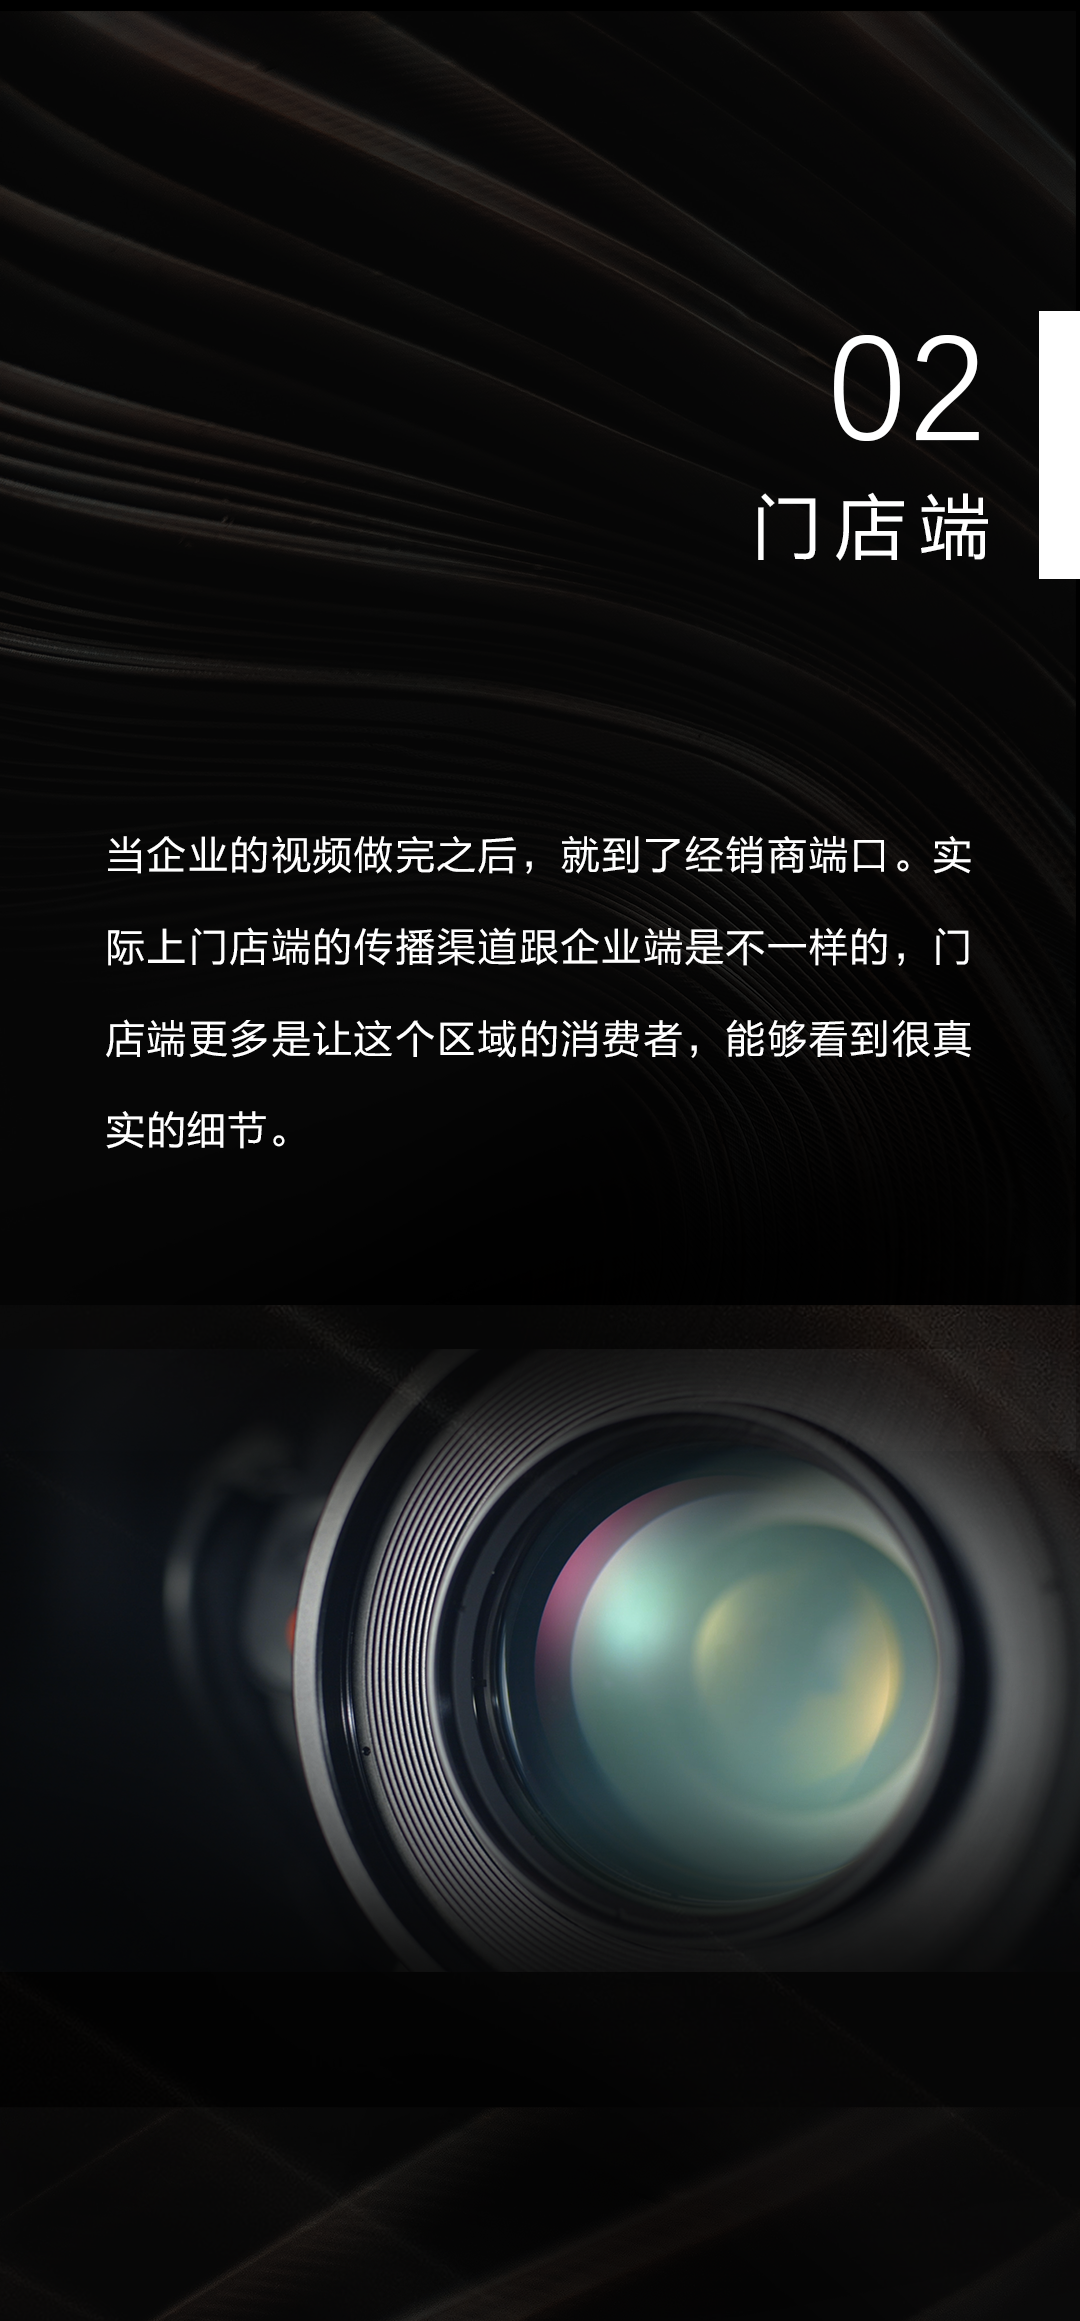 02
门店端
当企业的视频做完之后，就到了经销商端口。实
际上门店端的传播渠道跟企业端是不一样的，门
店端更多是让这个区域的消费者，能够看到很真
实的细节。